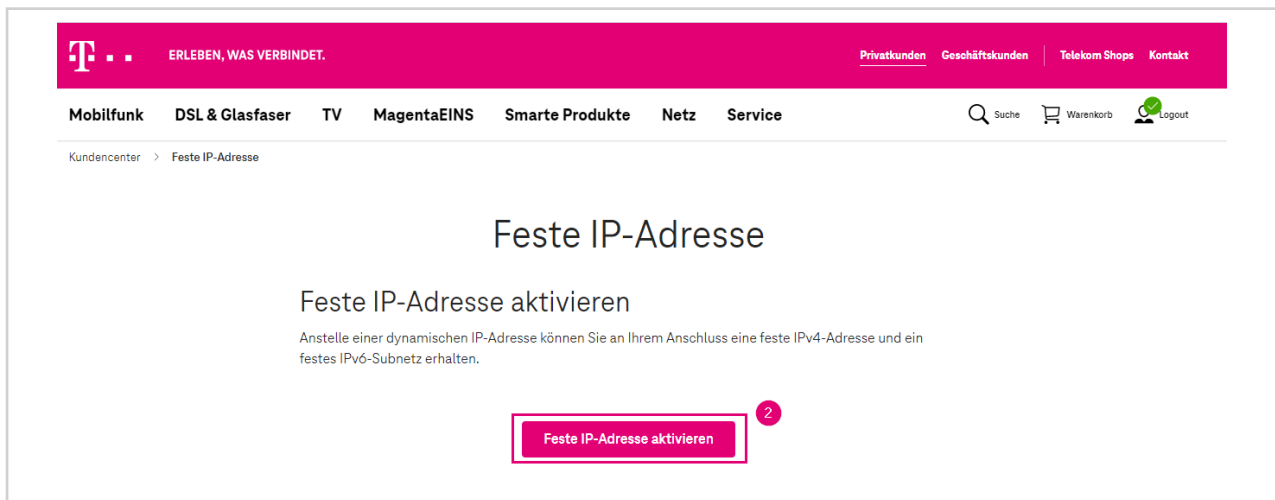 T
ERLEBEN, WAS VERBINDET.
Privatkunden Geschäftskunden Telekom Shops Kontakt
Mobilfunk DSL & Glasfaser TV MagentaEINS Smarte Produkte Netz Service Suche Warenkorb Logout
Kundencenter > Feste IP-Adresse
Feste IP-Adresse
Feste IP-Adresse aktivieren
Anstelle einer dynamischen IP-Adresse können Sie an Ihrem Anschluss eine feste IPv4-Adresse und ein
festes IPv6-Subnetz erhalten.
2
Feste IP-Adresse aktivieren